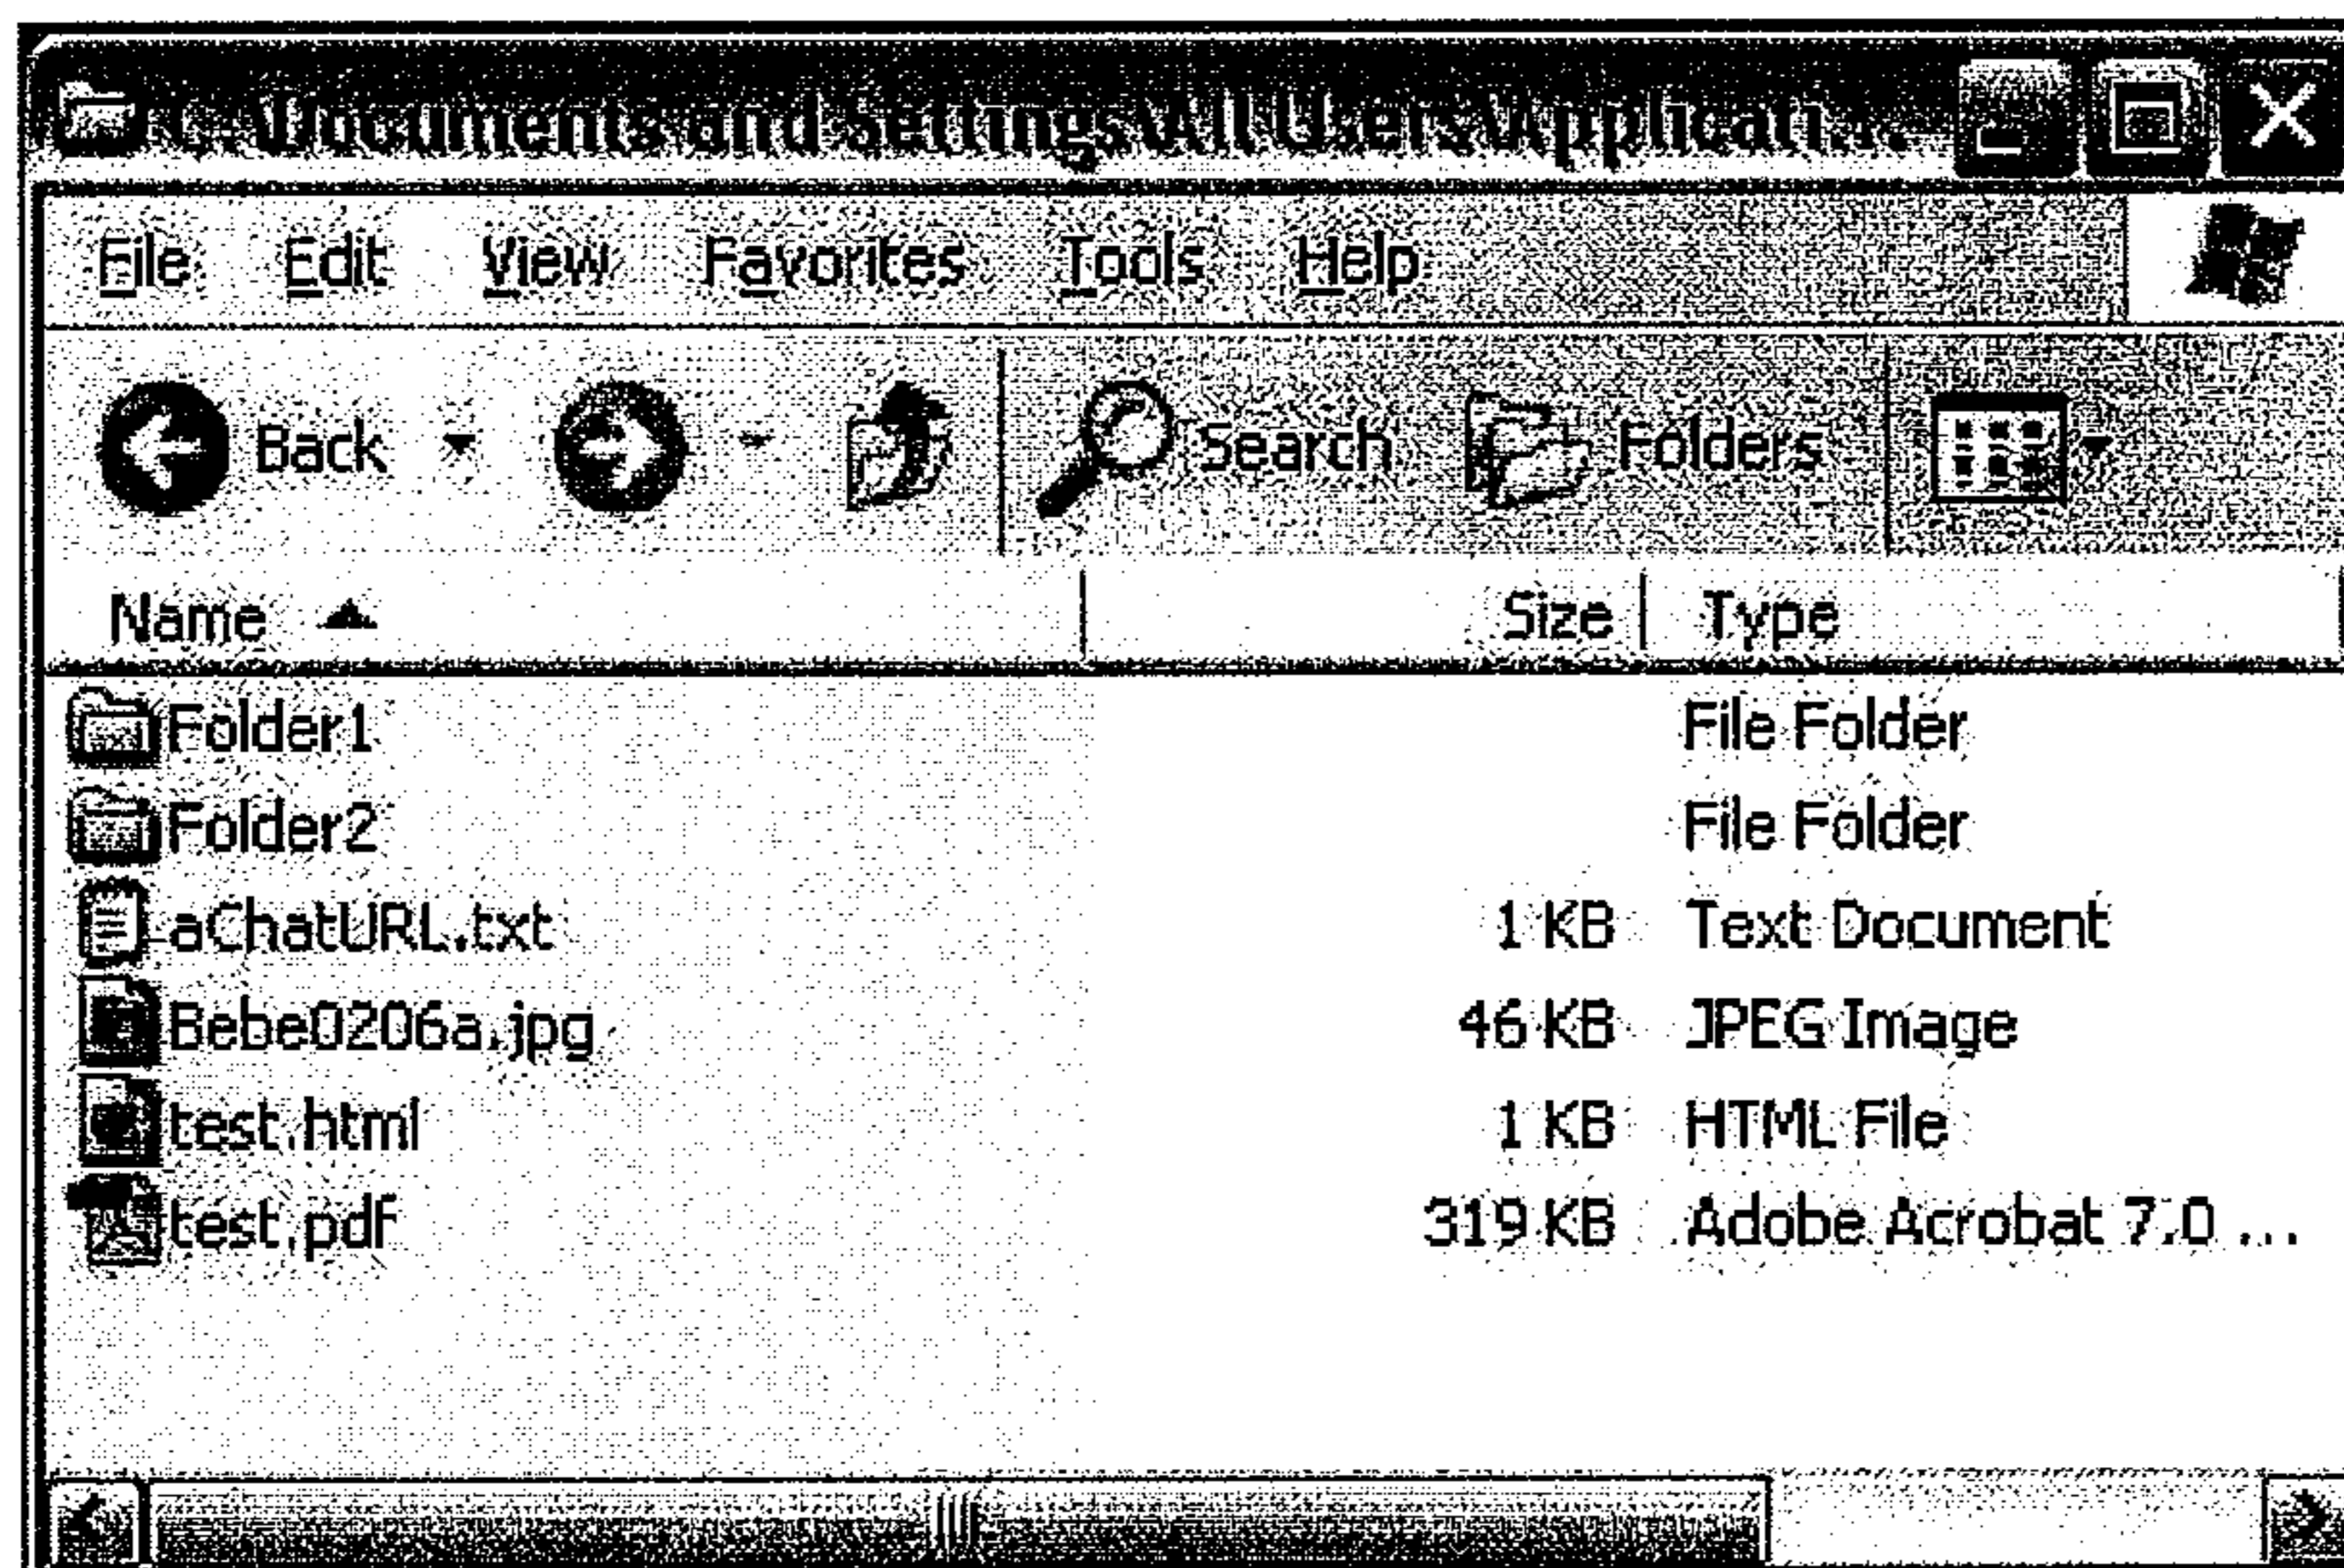 C:\Documents and Settings\All Users\Applicati...
File Edit View Favorites Tools Help
Back Search Folders
Name Size Type
Folder1 File Folder
Folder2 File Folder
aChatURL.txt 1 KB Text Document
Bebe0206a.jpg 46 KB JPEG Image
test.html 1 KB HTML File
test.pdf 319 KB Adobe Acrobat 7.0 ...